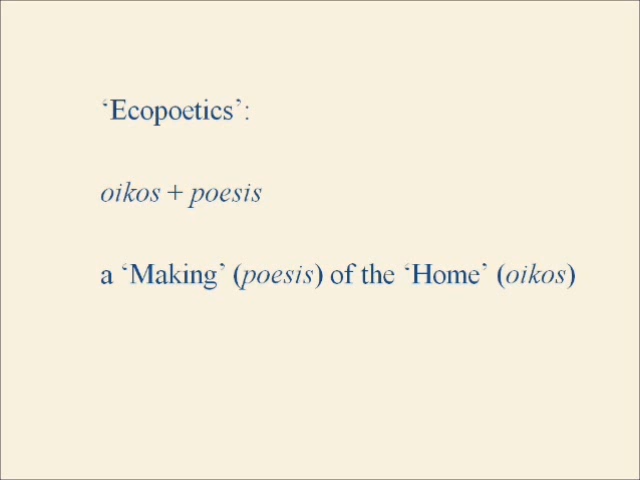 ‘Ecopoetics’:
oikos + poesis
a ‘Making’ (poesis) of the ‘Home’ (oikos)